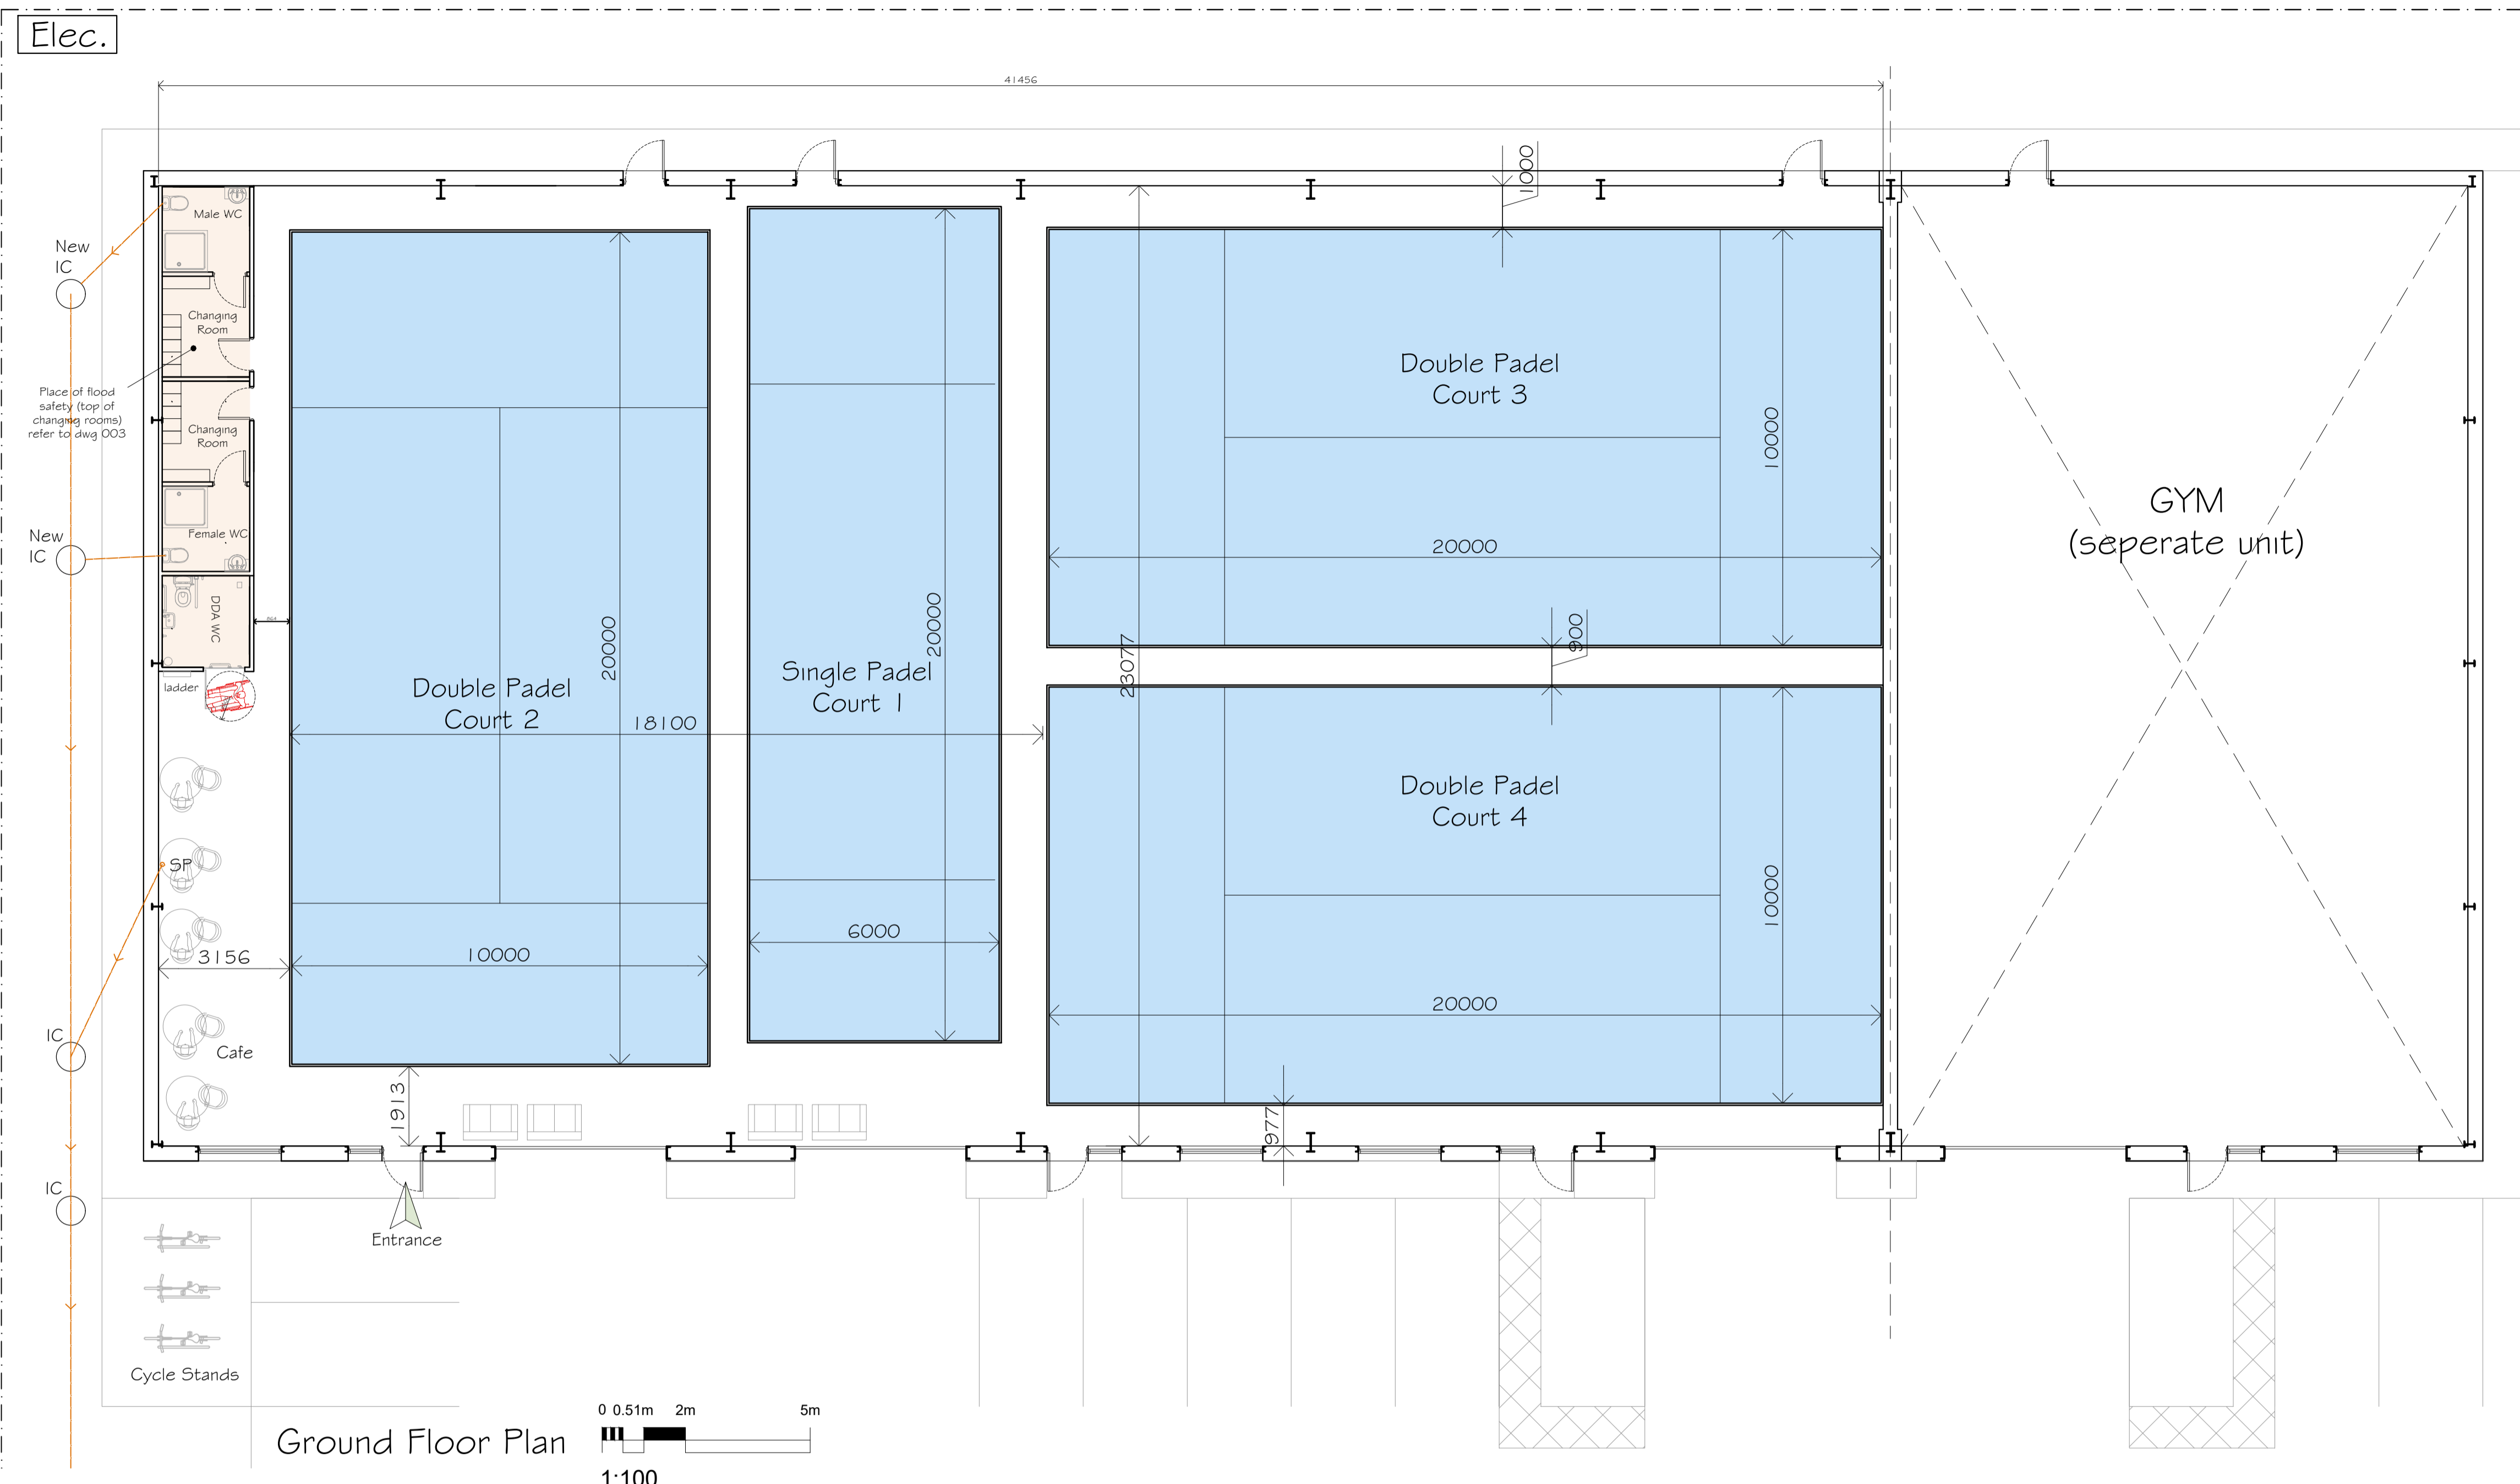 Elec.
41456
1000
Male WC
New
IC
Changing
Room
Place of flood
safety (top of
changing rooms)
refer to dwg 003
Changing
Room
New
IC
Female WC
DDA WC
864
ladder
Double Padel
Court 2
20000
18100
10000
3156
1913
Single Padel
Court 1
20000
6000
23077
Double Padel
Court 3
10000
20000
900
Double Padel
Court 4
10000
20000
977
GYM
(seperate unit)
SP
IC
Cafe
IC
Entrance
Cycle Stands
Ground Floor Plan
0 0.51m 2m 5m
1:100